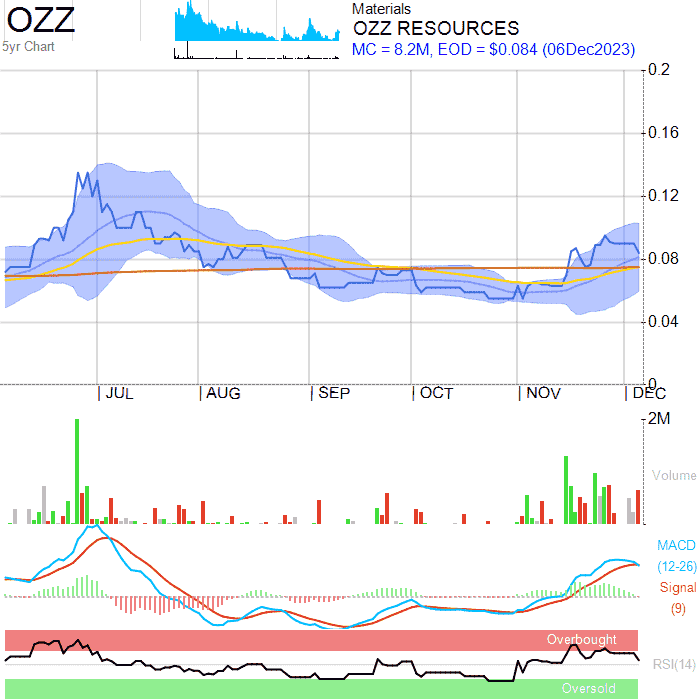 OZZ
5yr Chart
Materials
OZZ RESOURCES
MC = 8.2M, EOD = $0.084 (06Dec2023)
0.2
0.16
0.12
0.08
0.04
0
JUL AUG SEP OCT NOV DEC
2M
Volume
MACD
(12-26)
Signal
(9)
Overbought
RSI(14)
Oversold